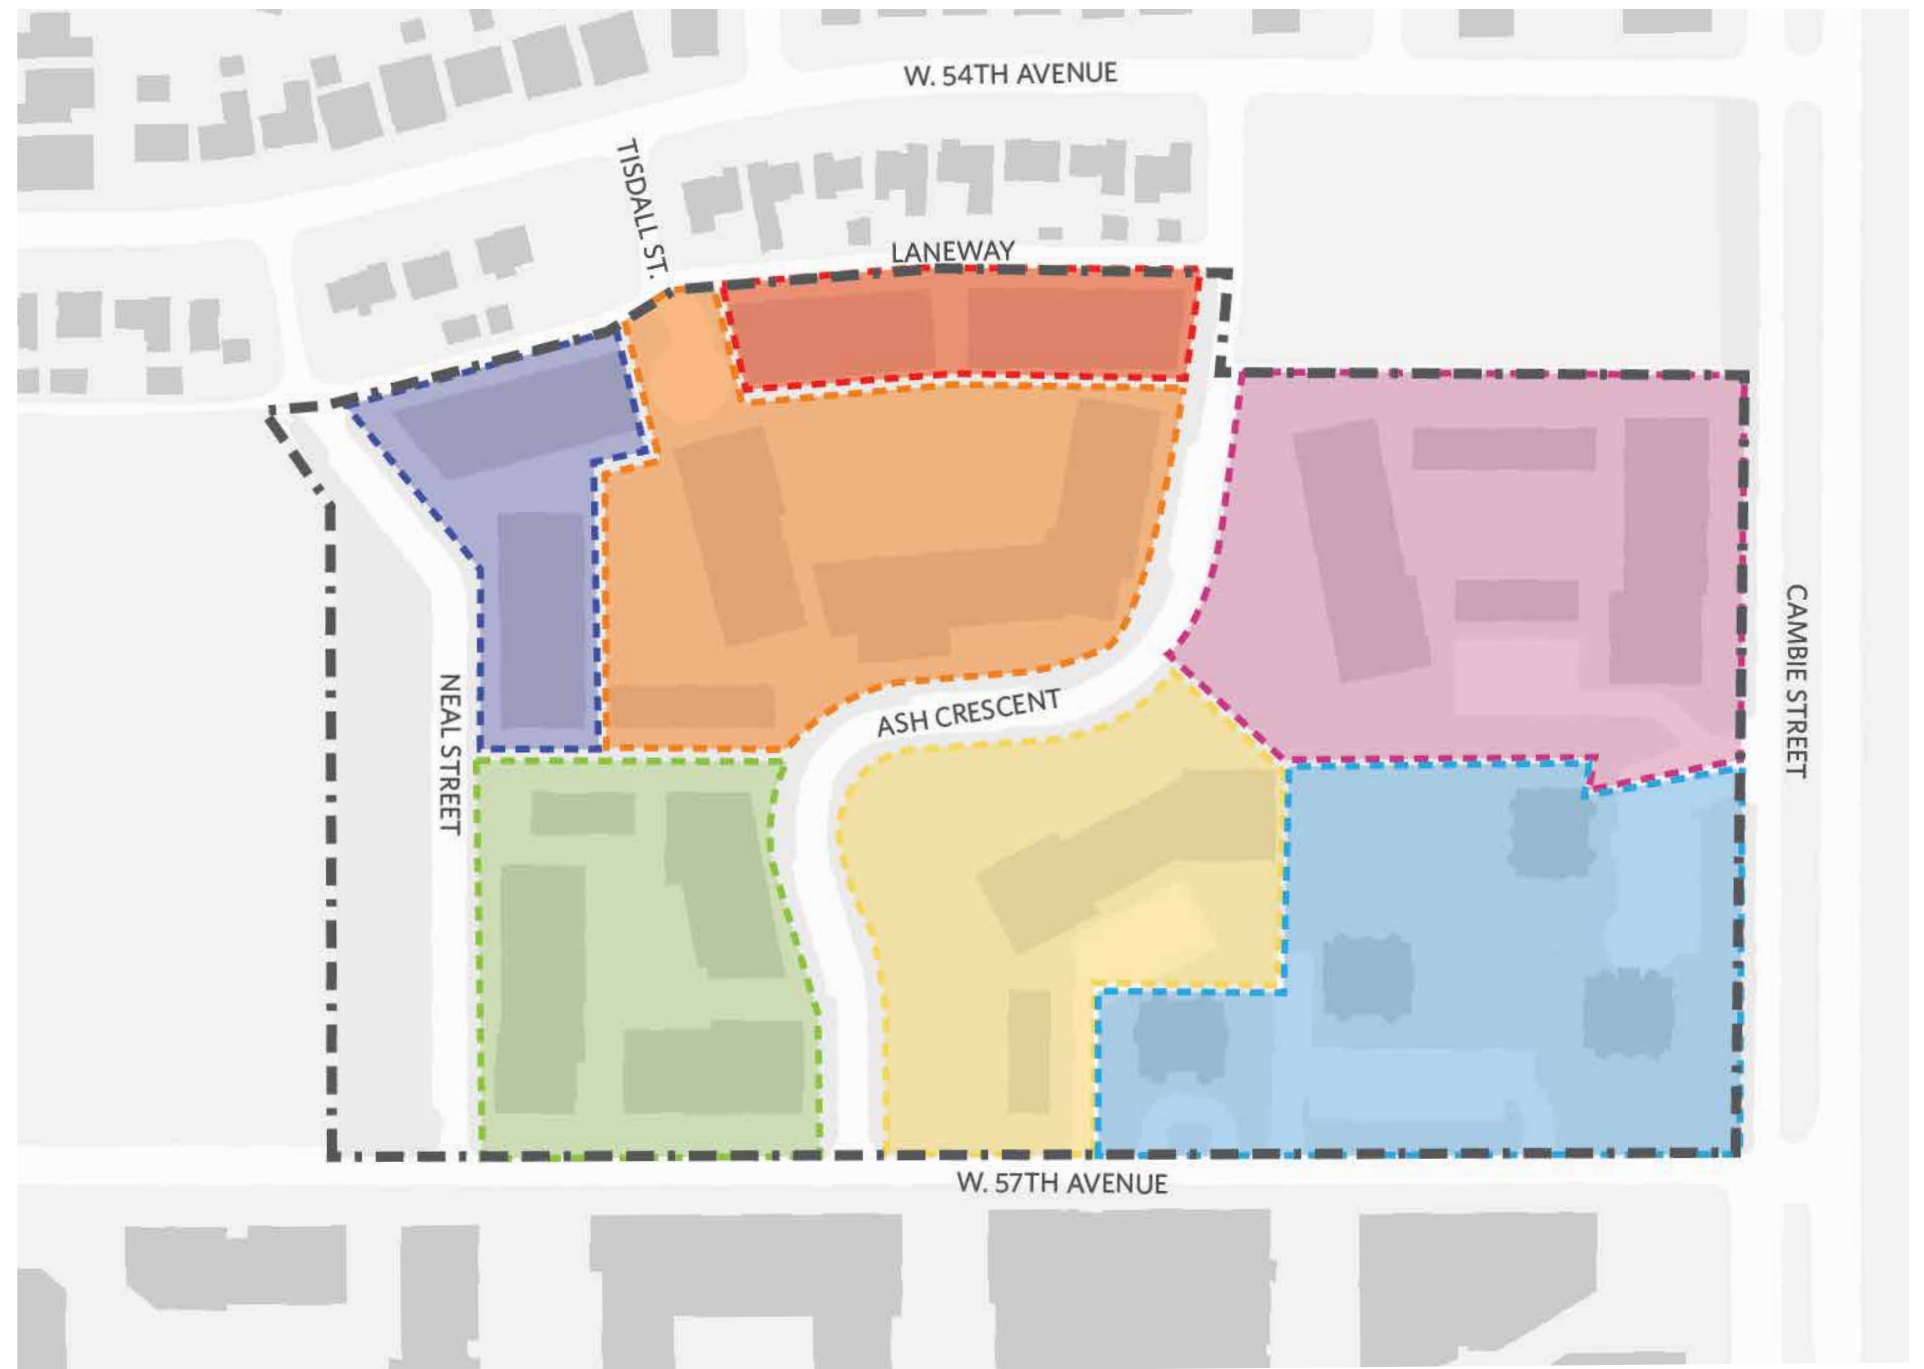 W. 54TH AVENUE
TISDALL ST.
LANEWAY
CAMBIE STREET
NEAL STREET
ASH CRESCENT
W. 57TH AVENUE